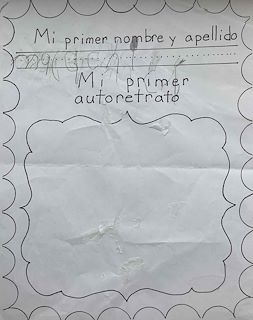 Mi primer nombre y apellido
Mi primer
autoretrato